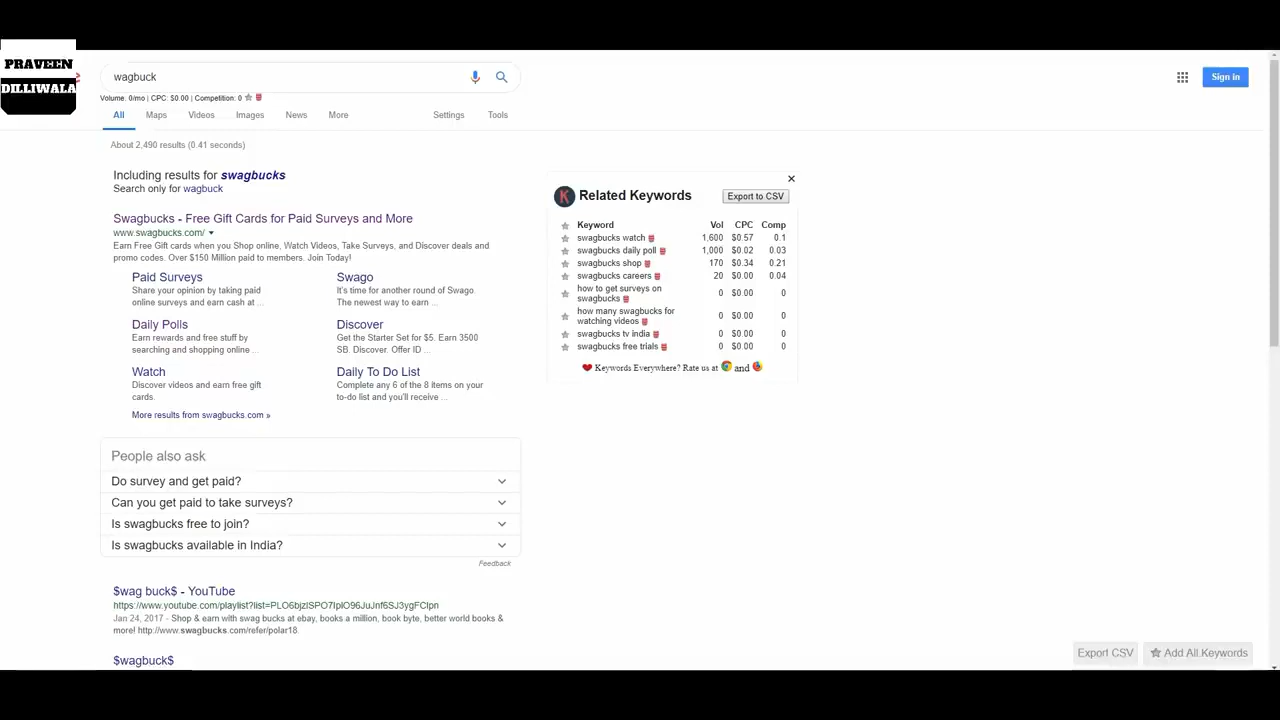 PRAVEEN
DILLIWALA
wagbuck
Sign in
Volume: 0/mo | CPC: $0.00 | Competition: 0
All Maps Videos Images News More Settings Tools
About 2,490 results (0.41 seconds)
Including results for swagbucks
Search only for wagbuck
Swagbucks - Free Gift Cards for Paid Surveys and More
www.swagbucks.com/
Earn Free Gift cards when you Shop online, Watch Videos, Take Surveys, and Discover deals and
promo codes. Over $150 Million paid to members. Join Today!
Paid Surveys
Share your opinion by taking paid
online surveys and earn cash at ...
Swago
It's time for another round of Swago.
The newest way to earn ...
Daily Polls
Earn rewards and free stuff by
searching and shopping online ...
Discover
Get the Starter Set for $5. Earn 3500
SB. Discover. Offer ID ...
Watch
Discover videos and earn free gift
cards.
Daily To Do List
Complete any 6 of the 8 items on your
to-do list and you'll receive ...
More results from swagbucks.com »
People also ask
Do survey and get paid?
Can you get paid to take surveys?
Is swagbucks free to join?
Is swagbucks available in India?
Feedback
$wag buck$ - YouTube
Jan 24, 2017 - Shop & earn with swag bucks at ebay, books a million, book byte, better world books &
more! http://www.swagbucks.com/refer/polar18.
$wagbuck$
K
Related Keywords
Export to CSV
Keyword Vol CPC Comp
swagbucks watch 1,600 $0.57 0.1
swagbucks daily poll 1,000 $0.02 0.03
swagbucks shop 170 $0.34 0.21
swagbucks careers 20 $0.00 0.04
how to get surveys on
swagbucks 0 $0.00 0
how many swagbucks for
watching videos 0 $0.00 0
swagbucks tv india 0 $0.00 0
swagbucks free trials 0 $0.00 0
Keywords Everywhere? Rate us at and
Export CSV
Add All Keywords